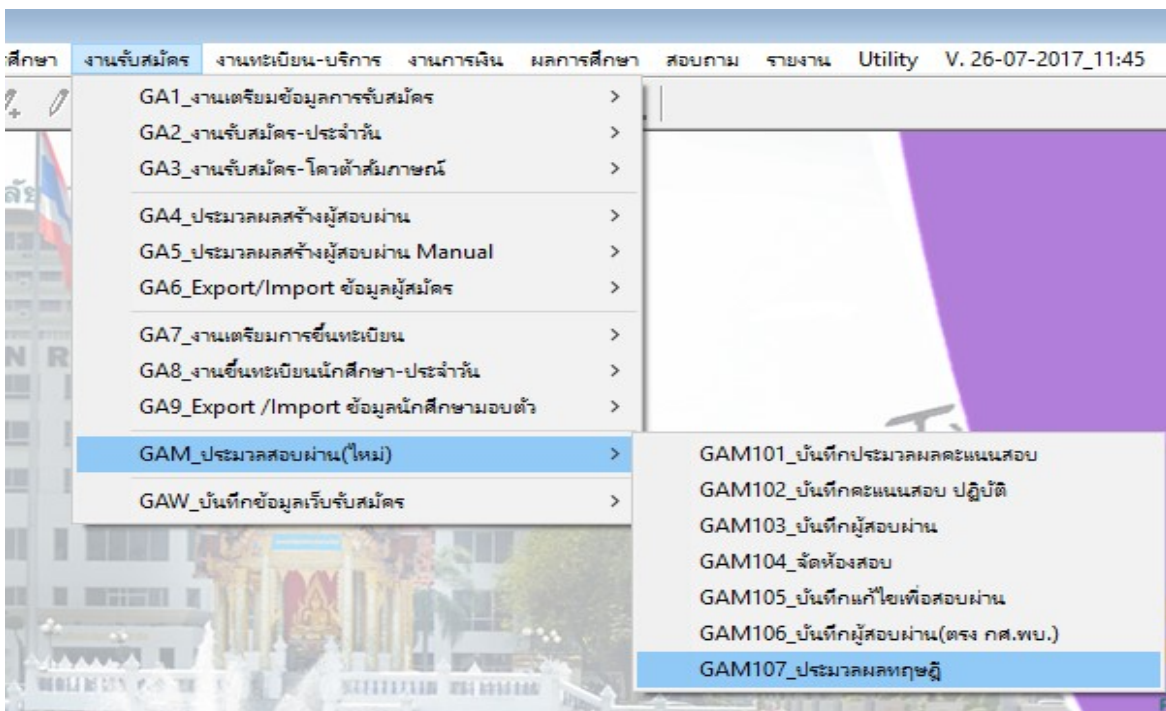 ศึกษา งานรับสมัคร งานทะเบียน-บริการ งานการเงิน ผลการศึกษา สอบถาม รายงาน Utility V. 26-07-2017_11:45
GA1_งานเตรียมข้อมูลการรับสมัคร
GA2_งานรับสมัคร-ประจำวัน
GA3_งานรับสมัคร-โควต้าสัมภาษณ์
GA4_ประมวลผลสร้างผู้สอบผ่าน
GA5_ประมวลผลสร้างผู้สอบผ่าน Manual
GA6_Export/Import ข้อมูลผู้สมัคร
GA7_งานเตรียมการขึ้นทะเบียน
GA8_งานขึ้นทะเบียนนักศึกษา-ประจำวัน
GA9_Export /Import ข้อมูลนักศึกษามอบตัว
GAM_ประมวลสอบผ่าน(ใหม่)
GAW_บันทึกข้อมูลเว็บรับสมัคร
GAM101_บันทึกประมวลผลคะแนนสอบ
GAM102_บันทึกคะแนนสอบ ปฏิบัติ
GAM103_บันทึกผู้สอบผ่าน
GAM104_จัดห้องสอบ
GAM105_บันทึกแก้ไขเพื่อสอบผ่าน
GAM106_บันทึกผู้สอบผ่าน(ตรง กศ.พบ.)
GAM107_ประมวลผลทฤษฎี